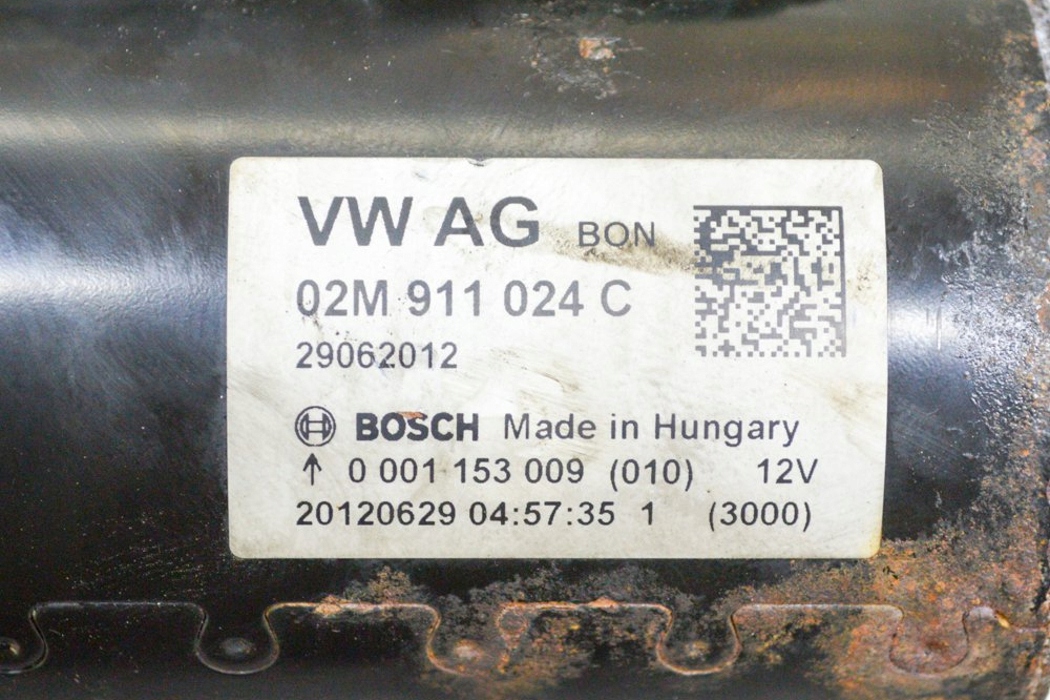 VW AG BON
02M 911 024 C
29062012
BOSCH Made in Hungary
↑ 0 001 153 009 (010) 12V
20120629 04:57:35 1 (3000)